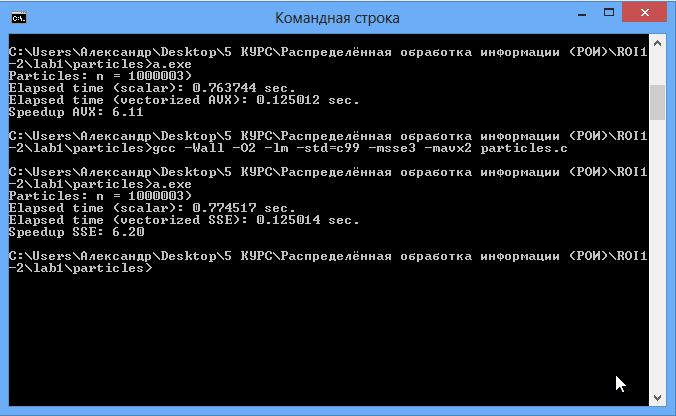 Командная строка
C:\Users\Александр\Desktop\5 КУРС\Распределённая обработка информации (РОИ)\ROI1
-2\lab1\particles>a.exe
Particles: n = 1000003)
Elapsed time (scalar): 0.763744 sec.
Elapsed time (vectorized AVX): 0.125012 sec.
Speedup AVX: 6.11
C:\Users\Александр\Desktop\5 КУРС\Распределённая обработка информации (РОИ)\ROI1
-2\lab1\particles>gcc -Wall -O2 -lm -std=c99 -msse3 -mavx2 particles.c
C:\Users\Александр\Desktop\5 КУРС\Распределённая обработка информации (РОИ)\ROI1
-2\lab1\particles>a.exe
Particles: n = 1000003)
Elapsed time (scalar): 0.774517 sec.
Elapsed time (vectorized SSE): 0.125014 sec.
Speedup SSE: 6.20
C:\Users\Александр\Desktop\5 КУРС\Распределённая обработка информации (РОИ)\ROI1
-2\lab1\particles>